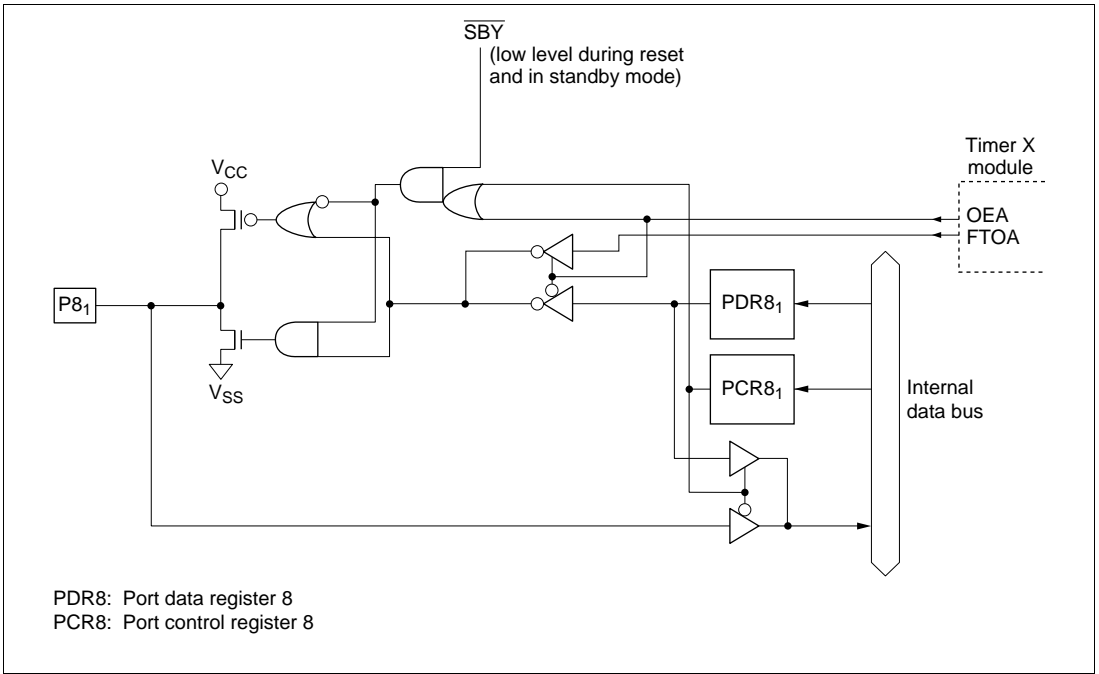 SBY
(low level during reset
and in standby mode)
Timer X
module
VCC
OEA
FTOA
P81
PDR81
PCR81
VSS
Internal
data bus
PDR8: Port data register 8
PCR8: Port control register 8